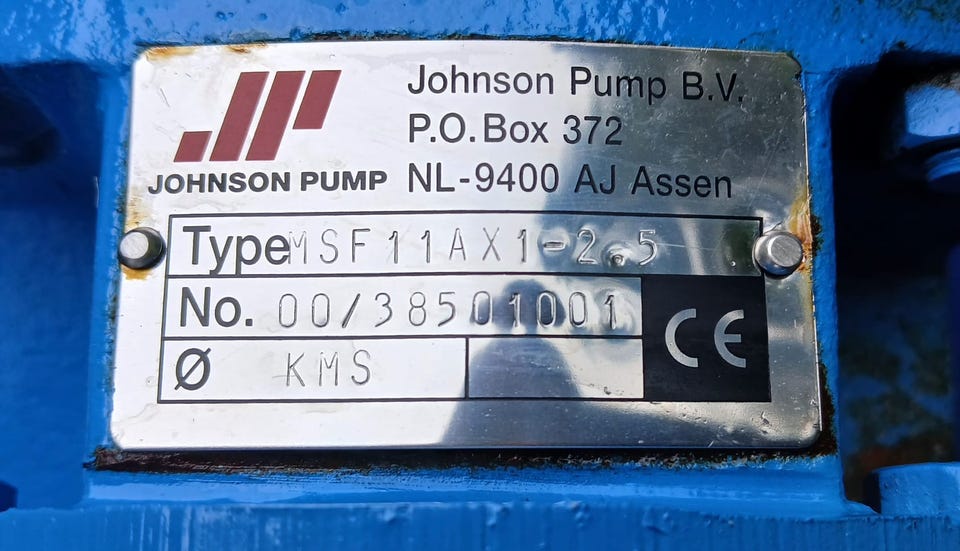 Johnson Pump B.V.
P.O. Box 372
NL-9400 AJ Assen
JOHNSON PUMP
Type MSF11AX1-2.5
No. 00/38501001
Ø KMS
CE